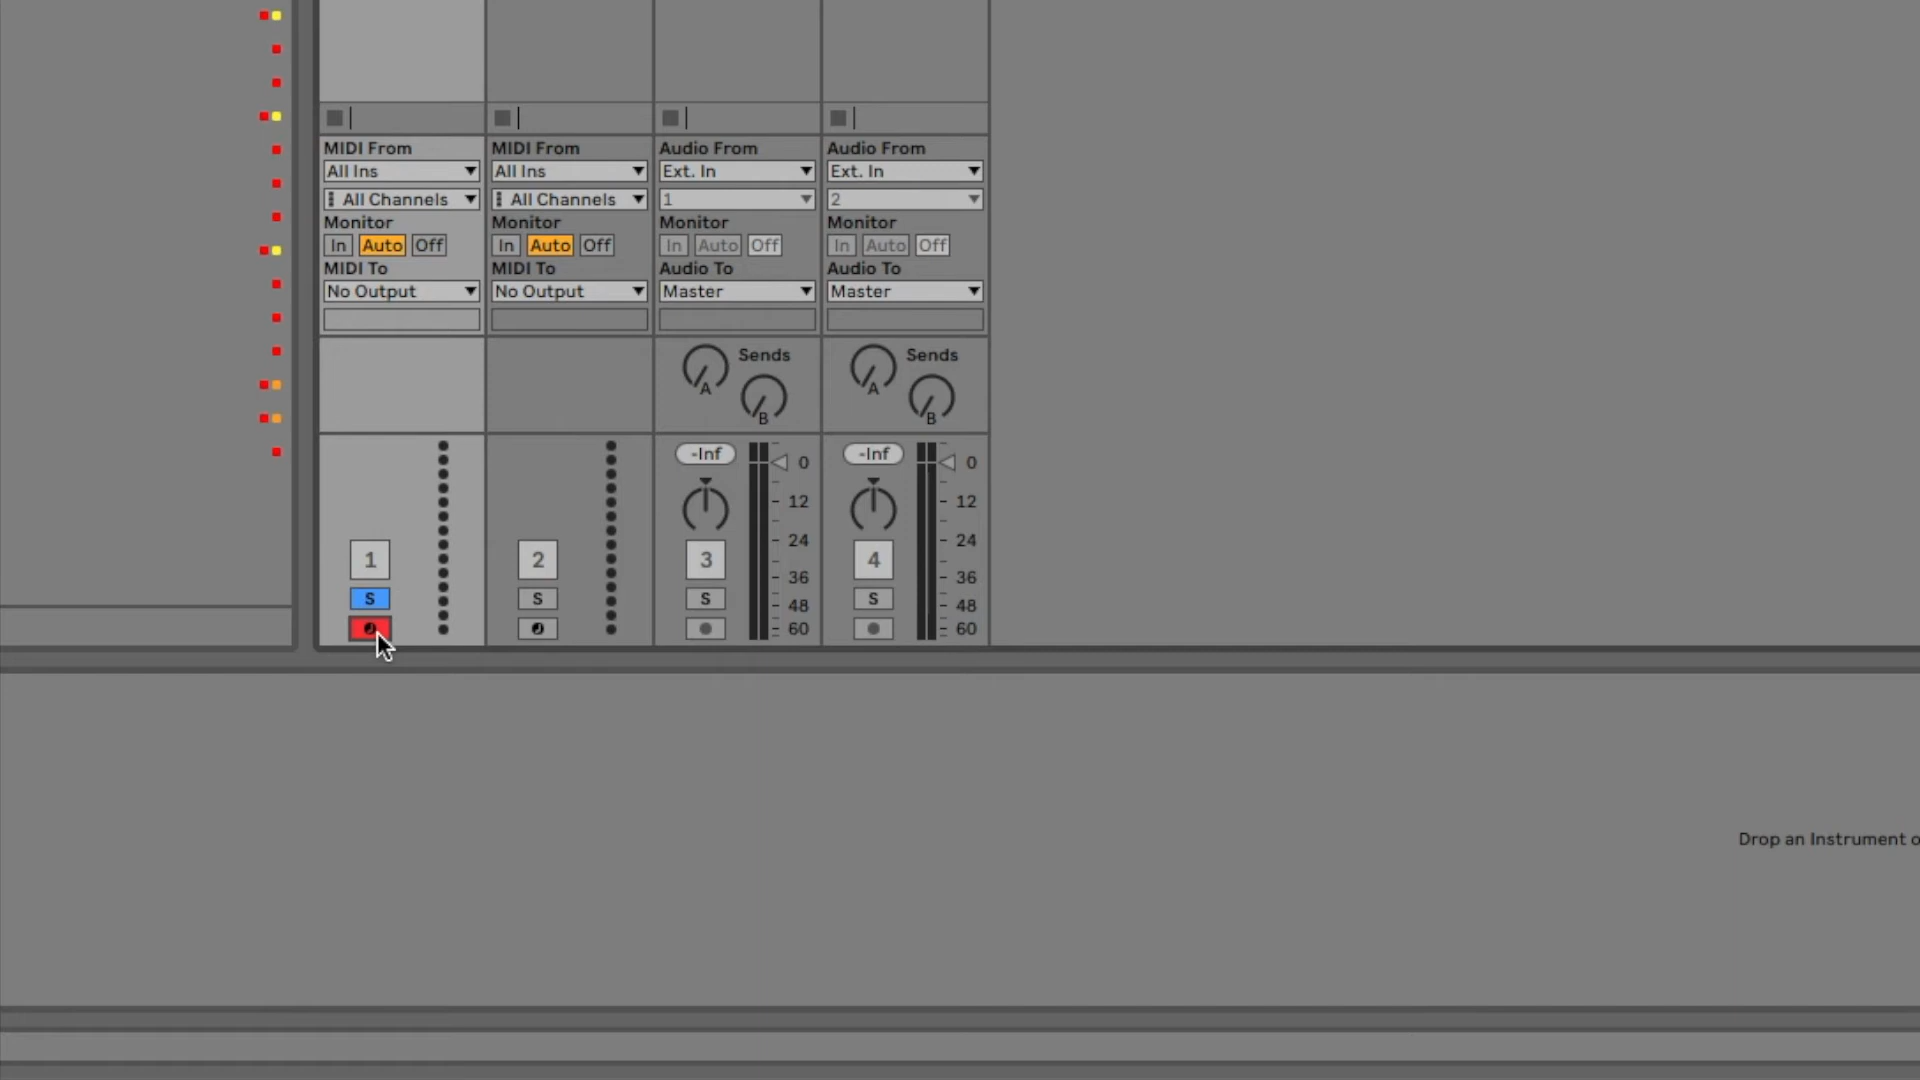 MIDI From
All Ins
All Channels
Monitor
In Auto Off
MIDI To
No Output
1
S
MIDI From
All Ins
All Channels
Monitor
In Auto Off
MIDI To
No Output
2
S
Audio From
Ext. In
1
Monitor
In Auto Off
Audio To
Master
Sends
A
B
-Inf
0
12
24
36
48
60
3
S
Audio From
Ext. In
2
Monitor
In Auto Off
Audio To
Master
Sends
A
B
-Inf
0
12
24
36
48
60
4
S
Drop an Instrument o